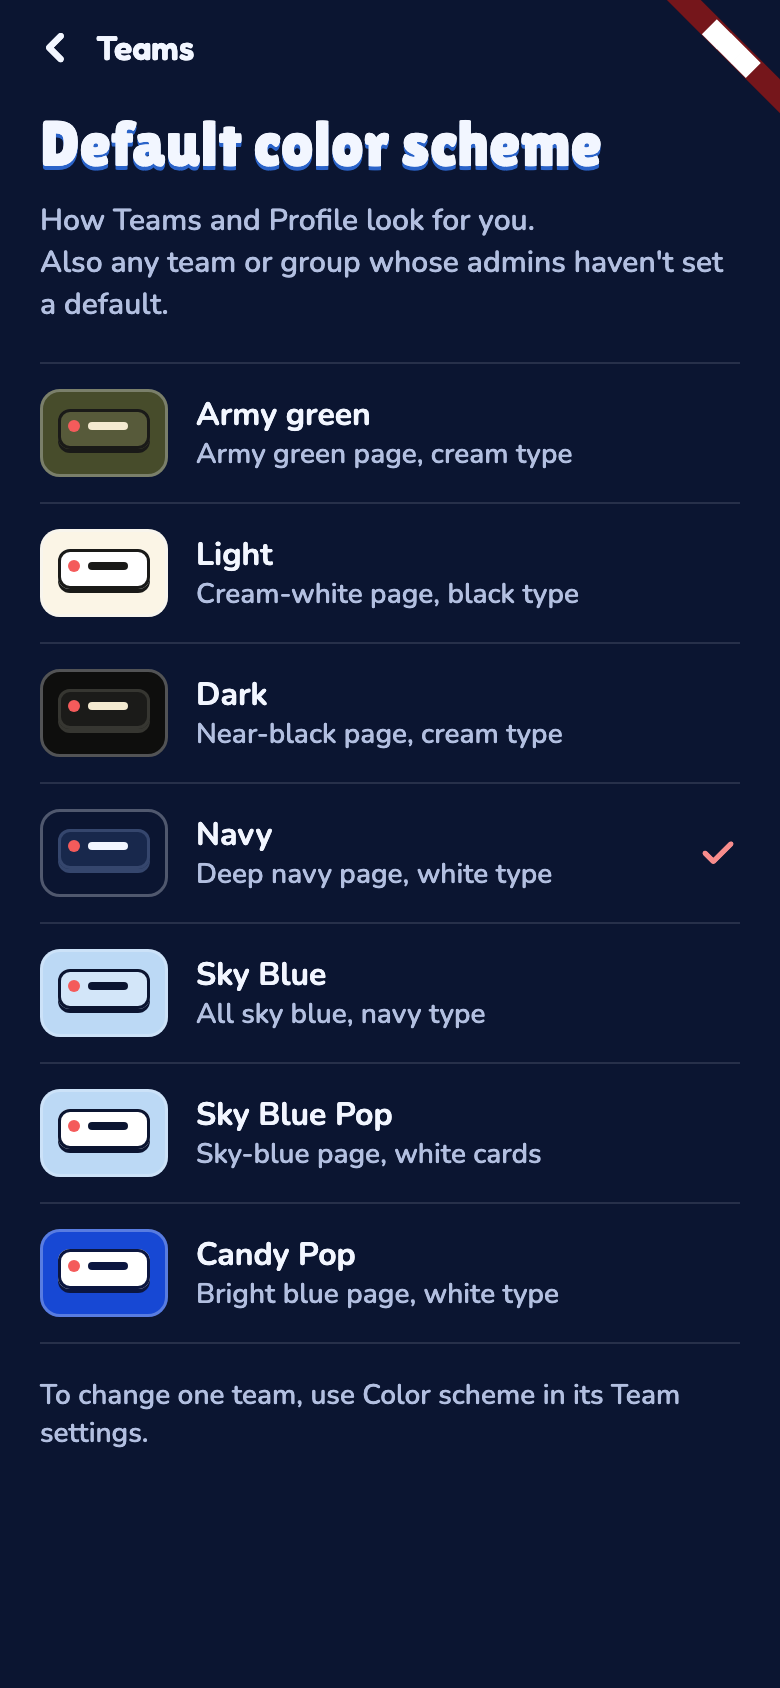 Teams
Default color scheme
How Teams and Profile look for you.
Also any team or group whose admins haven't set
a default.
Army green
Army green page, cream type
Light
Cream-white page, black type
Dark
Near-black page, cream type
Navy
Deep navy page, white type
Sky Blue
All sky blue, navy type
Sky Blue Pop
Sky-blue page, white cards
Candy Pop
Bright blue page, white type
To change one team, use Color scheme in its Team
settings.